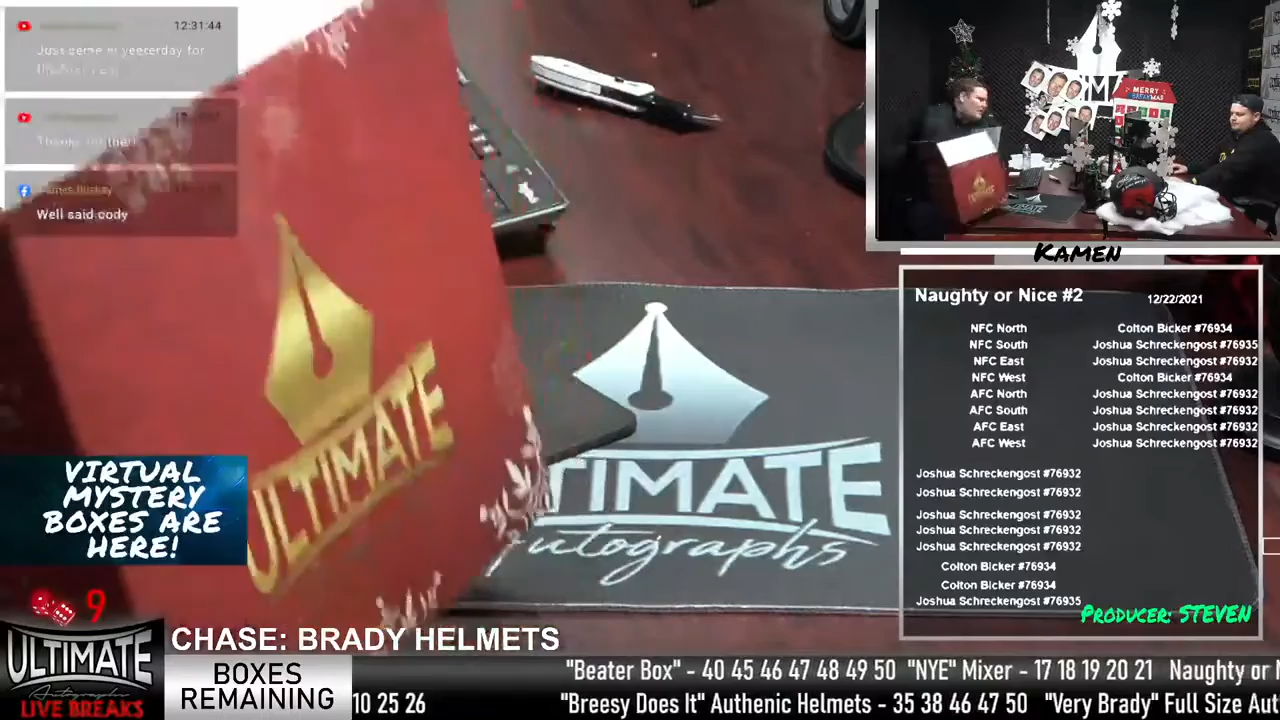 12:31:44
Well said cody
ULTIMATE
ULTIMATE
Autographs
MERRY
BREAKMAS
KAMEN
Naughty or Nice #2
12/22/2021
NFC North Colton Bicker #76934
NFC South Joshua Schreckengost #76935
NFC East Joshua Schreckengost #76932
NFC West Colton Bicker #76934
AFC North Joshua Schreckengost #76932
AFC South Joshua Schreckengost #76932
AFC East Joshua Schreckengost #76932
AFC West Joshua Schreckengost #76932
Joshua Schreckengost #76932
Joshua Schreckengost #76932
Joshua Schreckengost #76932
Joshua Schreckengost #76932
Joshua Schreckengost #76932
Colton Bicker #76934
Colton Bicker #76934
Joshua Schreckengost #76935
PRODUCER: STEVEN
VIRTUAL
MYSTERY
BOXES ARE
HERE!
9
ULTIMATE
Autographs
LIVE BREAKS
CHASE: BRADY HELMETS
BOXES
REMAINING
"Beater Box" - 40 45 46 47 48 49 50 "NYE" Mixer - 17 18 19 20 21 Naughty or
10 25 26 "Breesy Does It" Authenic Helmets - 35 38 46 47 50 "Very Brady" Full Size Aut